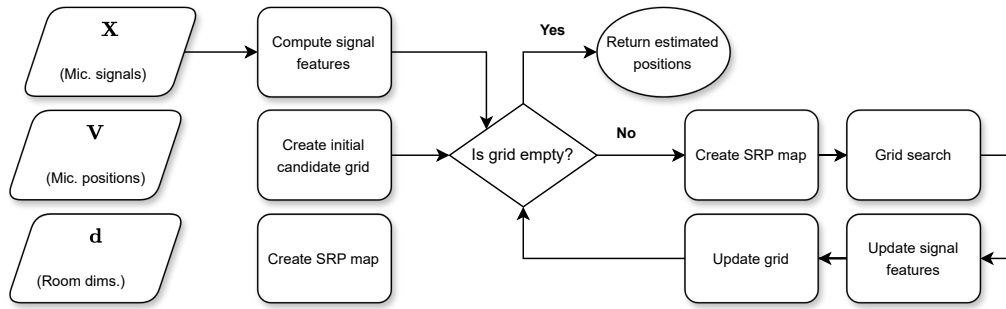 X
(Mic. signals)
Compute signal
features
Yes
Return estimated
positions
V
(Mic. positions)
Create initial
candidate grid
Is grid empty?
No
Create SRP map
Grid search
d
(Room dims.)
Create SRP map
Update grid
Update signal
features